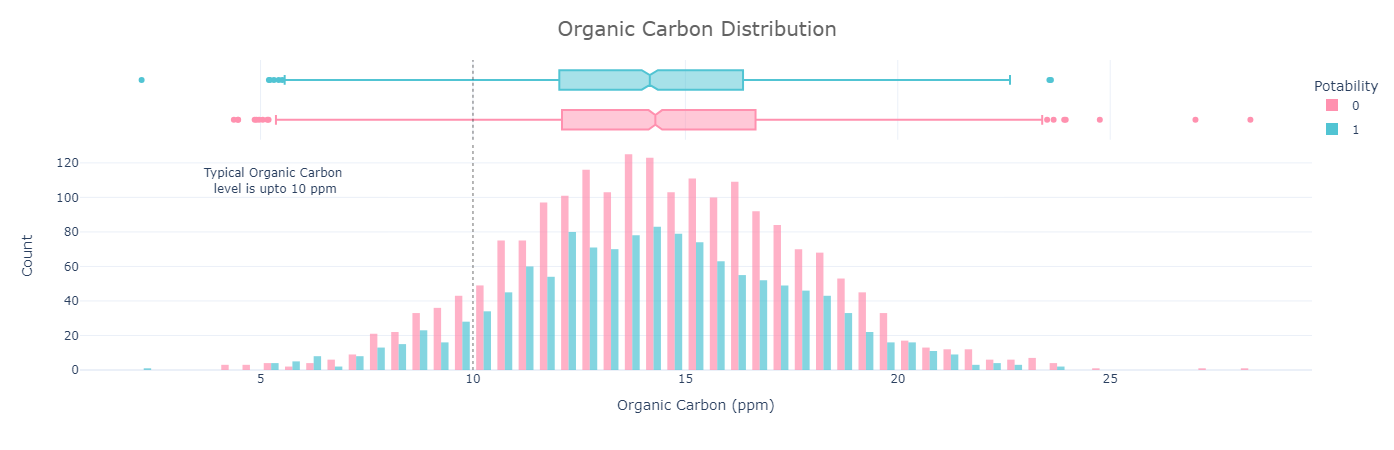 Organic Carbon Distribution
Potability
0
1
Typical Organic Carbon
level is upto 10 ppm
120
100
80
60
40
20
0
Count
5
10
15
20
25
Organic Carbon (ppm)